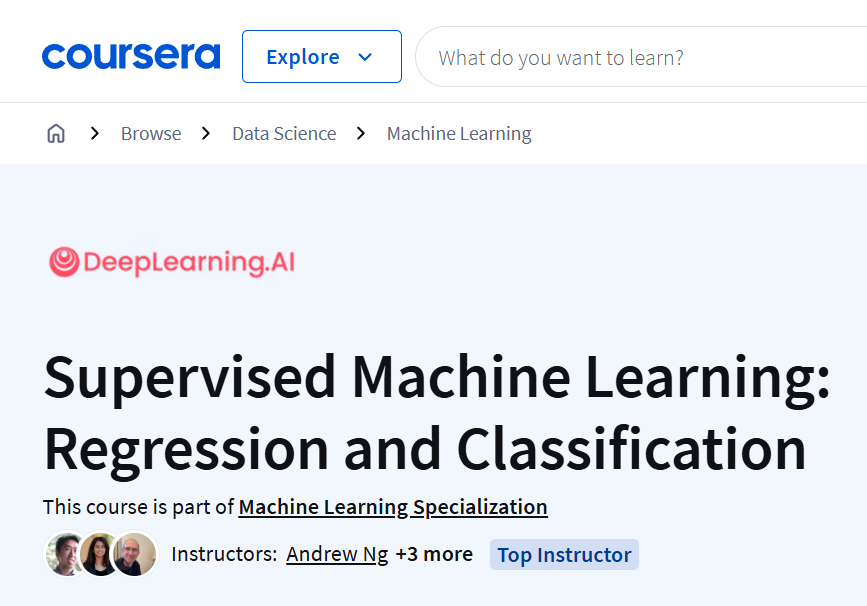 coursera Explore What do you want to learn?
Browse Data Science Machine Learning
DeepLearning.AI
Supervised Machine Learning:
Regression and Classification
This course is part of Machine Learning Specialization
Instructors: Andrew Ng +3 more Top Instructor